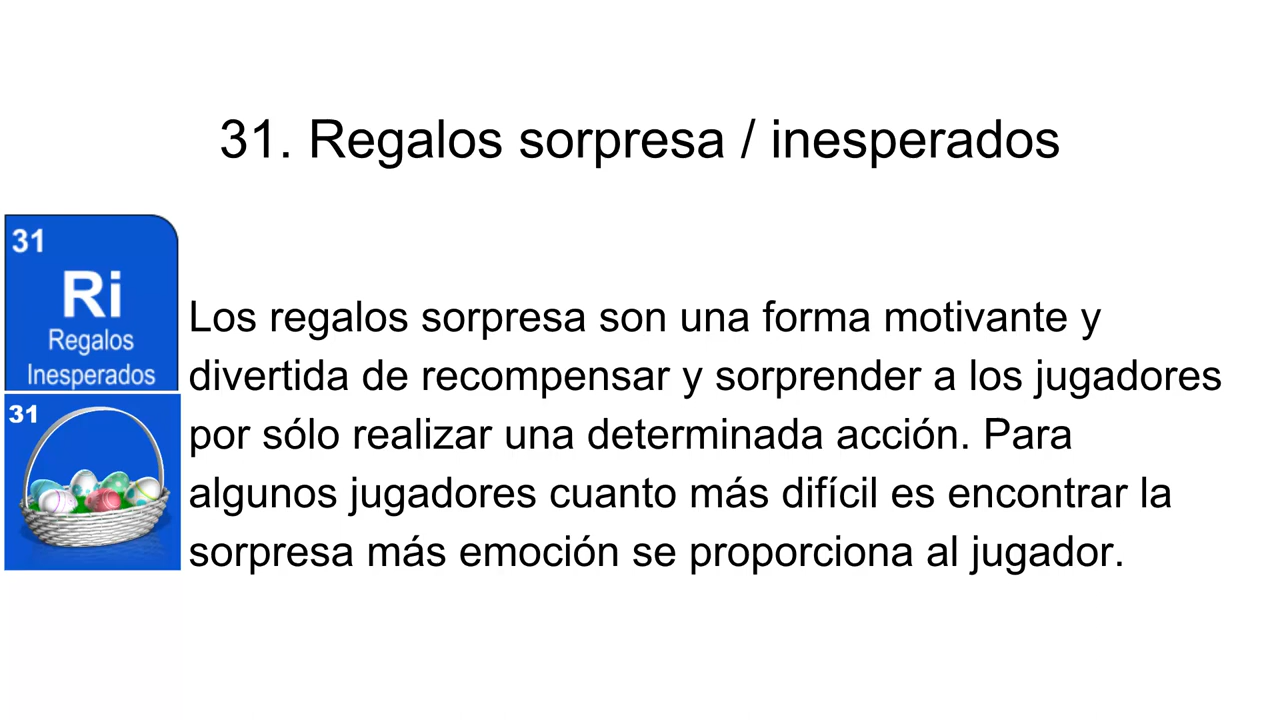 31. Regalos sorpresa / inesperados
31
Ri
Regalos
Inesperados
31
Los regalos sorpresa son una forma motivante y
divertida de recompensar y sorprender a los jugadores
por sólo realizar una determinada acción. Para
algunos jugadores cuanto más difícil es encontrar la
sorpresa más emoción se proporciona al jugador.